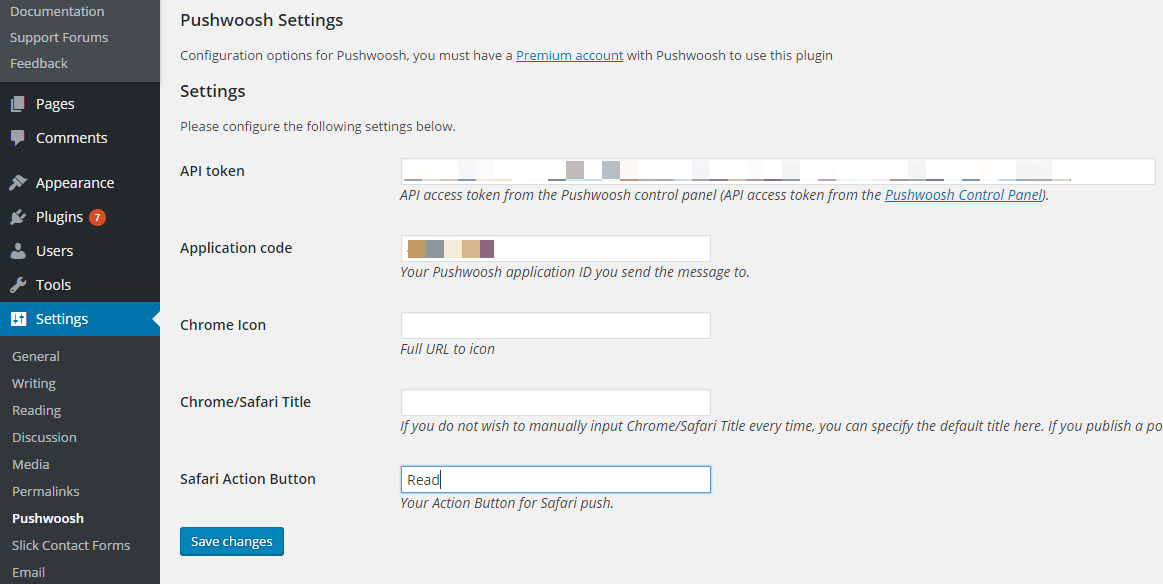 Documentation
Support Forums
Feedback
Pages
Comments
Appearance
Plugins 7
Users
Tools
Settings
General
Writing
Reading
Discussion
Media
Permalinks
Pushwoosh
Slick Contact Forms
Email
Pushwoosh Settings
Configuration options for Pushwoosh, you must have a Premium account with Pushwoosh to use this plugin
Settings
Please configure the following settings below.
API token
API access token from the Pushwoosh control panel (API access token from the Pushwoosh Control Panel).
Application code
Your Pushwoosh application ID you send the message to.
Chrome Icon
Full URL to icon
Chrome/Safari Title
If you do not wish to manually input Chrome/Safari Title every time, you can specify the default title here. If you publish a po
Safari Action Button
Read
Your Action Button for Safari push.
Save changes